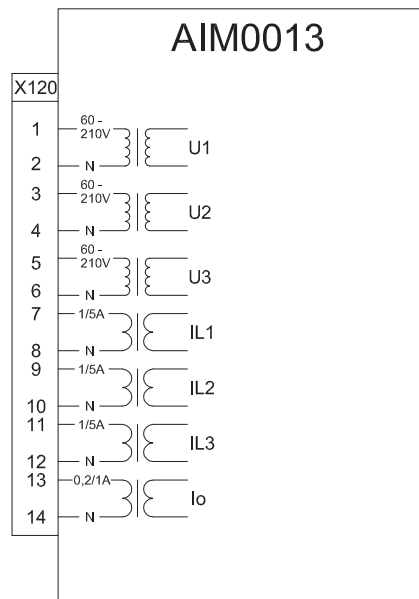 AIM0013
X120
1 60 -
210V
2 N U1
3 60 -
210V
4 N U2
5 60 -
210V
6 N U3
7 1/5A
8 N IL1
9 1/5A
10 N IL2
11 1/5A
12 N IL3
13 0,2/1A
14 N Io